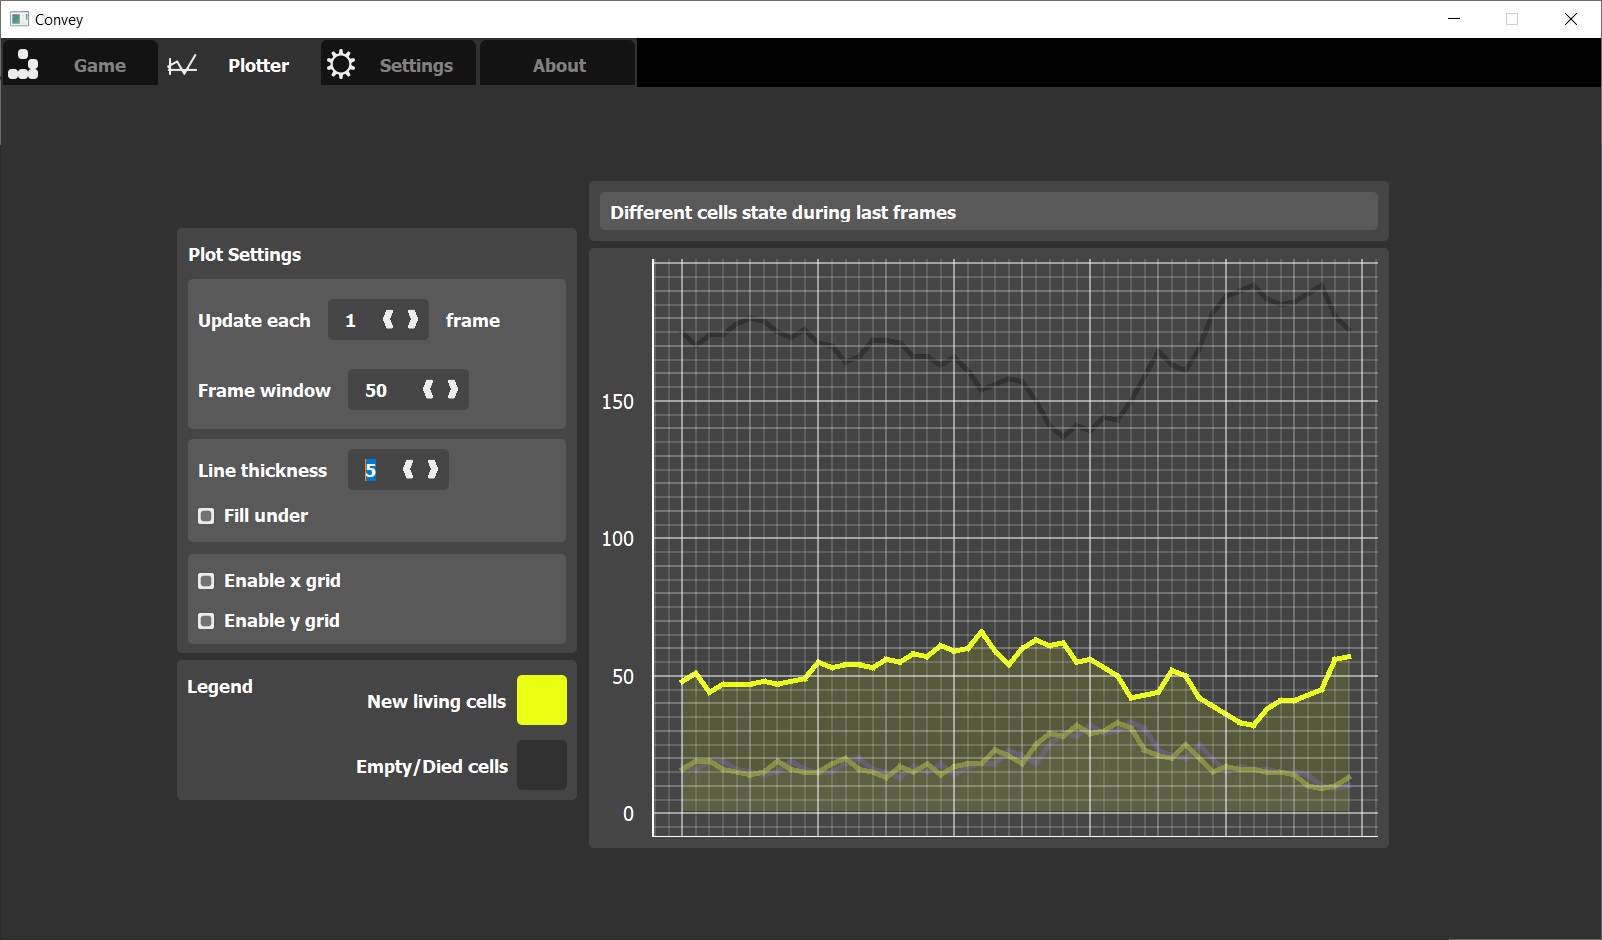 Convey
Game
Plotter
Settings
About
Different cells state during last frames
Plot Settings
Update each 1 frame
Frame window 50
Line thickness 5
Fill under
Enable x grid
Enable y grid
Legend
New living cells
Empty/Died cells
150
100
50
0